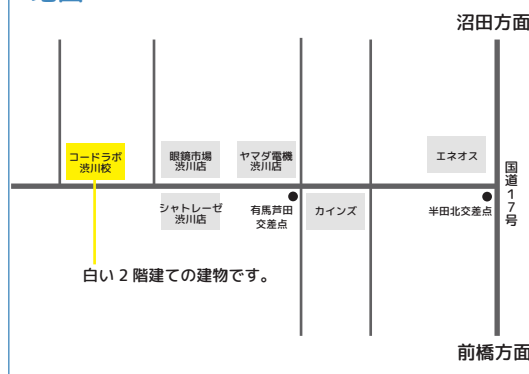 沼田方面
コードラボ
渋川校
眼鏡市場
渋川店
ヤマダ電機
渋川店
エネオス
国道17号
シャトレーゼ
渋川店
有馬芦田
交差点
カインズ
半田北交差点
白い2階建ての建物です。
前橋方面